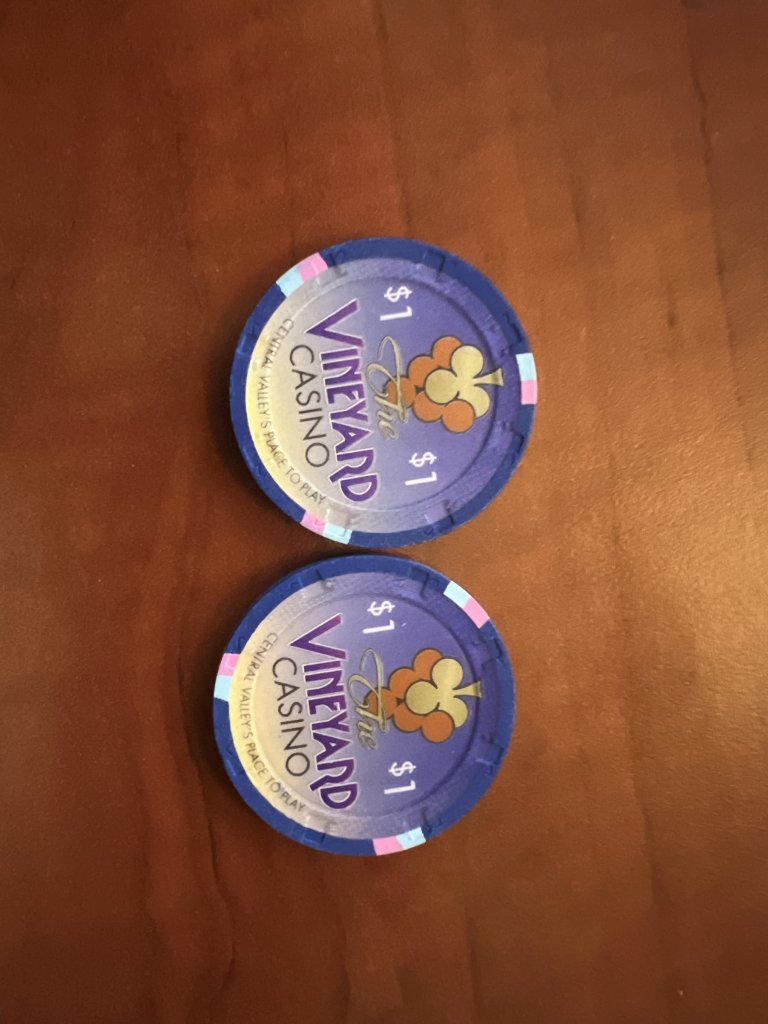 $1 $1
The
VINEYARD
CASINO
CENTRAL VALLEY'S PLACE TO PLAY
$1 $1
The
VINEYARD
CASINO
CENTRAL VALLEY'S PLACE TO PLAY